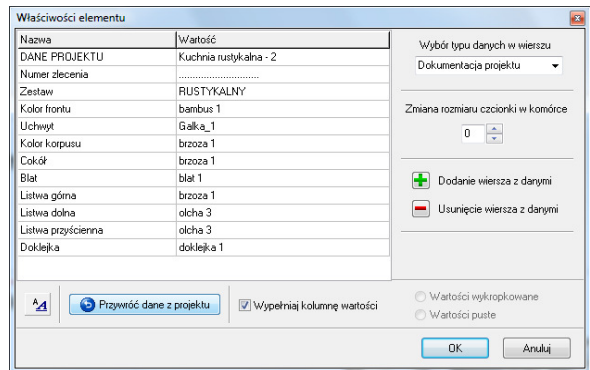 Właściwości elementu
Nazwa Wartość
DANE PROJEKTU Kuchnia rustykalna - 2
Numer zlecenia ............................
Zestaw RUSTYKALNY
Kolor frontu bambus 1
Uchwyt Galka_1
Kolor korpusu brzoza 1
Cokół brzoza 1
Blat blat 1
Listwa górna brzoza 1
Listwa dolna olcha 3
Listwa przyścienna olcha 3
Doklejka doklejka 1
Wybór typu danych w wierszu
Dokumentacja projektu
Zmiana rozmiaru czcionki w komórce
0
Dodanie wiersza z danymi
Usunięcie wiersza z danymi
AA
Przywróć dane z projektu
Wypełniaj kolumnę wartości
Wartości wykropkowane
Wartości puste
OK Anuluj